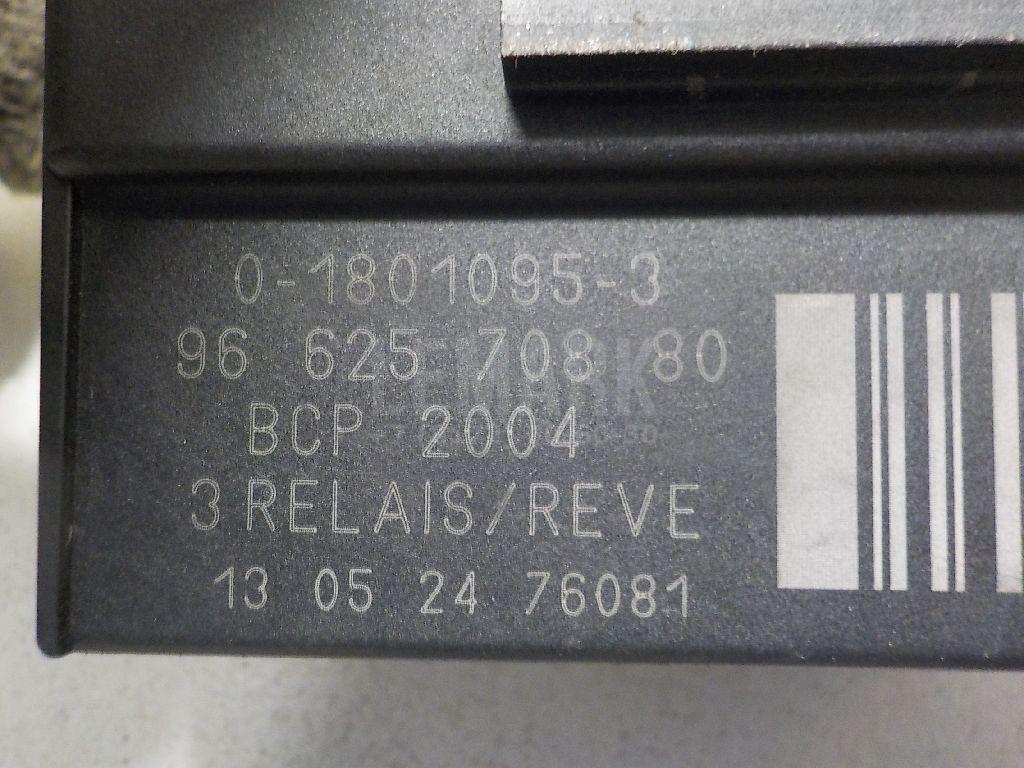 0-1801095-3
96 625 708 80
BCP 2004
3 RELAIS/REVE
13 05 24 76081